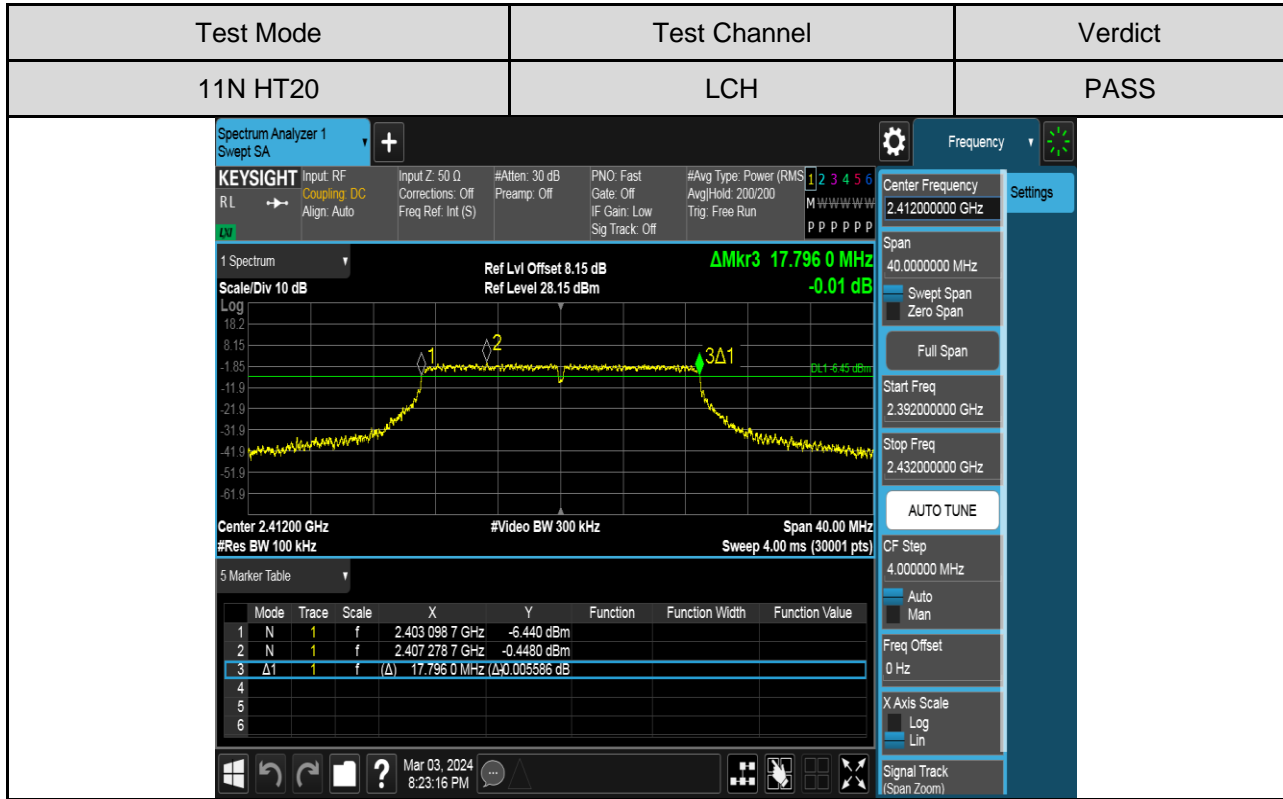 Test Mode Test Channel Verdict
11N HT20 LCH PASS
Spectrum Analyzer 1
Swept SA
+
Frequency
KEYSIGHT Input: RF Input Z: 50 Ω #Atten: 30 dB PNO: Fast #Avg Type: Power (RMS 1 2 3 4 5 6
RL Coupling: DC Corrections: Off Preamp: Off Gate: Off Avg|Hold: 200/200 M W W W W W
Align: Auto Freq Ref: Int (S) IF Gain: Low Trig: Free Run
LXI Sig Track: Off P P P P P P
1 Spectrum
Ref Lvl Offset 8.15 dB ΔMkr3 17.796 0 MHz
Scale/Div 10 dB Ref Level 28.15 dBm -0.01 dB
Log
18.2
8.15
-1.85
-11.9
-21.9
-31.9
-41.9
-51.9
-61.9
1
2
3Δ1
DL1 -6.45 dBm
Center 2.41200 GHz #Video BW 300 kHz Span 40.00 MHz
#Res BW 100 kHz Sweep 4.00 ms (30001 pts)
5 Marker Table
Mode Trace Scale X Y Function Function Width Function Value
1 N 1 f 2.403 098 7 GHz -6.440 dBm
2 N 1 f 2.407 278 7 GHz -0.4480 dBm
3 Δ1 1 f (Δ) 17.796 0 MHz (Δ) -0.005586 dB
4
5
6
Mar 03, 2024
8:23:16 PM
?
Center Frequency
2.412000000 GHz
Settings
Span
40.0000000 MHz
Swept Span
Zero Span
Full Span
Start Freq
2.392000000 GHz
Stop Freq
2.432000000 GHz
AUTO TUNE
CF Step
4.000000 MHz
Auto
Man
Freq Offset
0 Hz
X Axis Scale
Log
Lin
Signal Track
(Span Zoom)